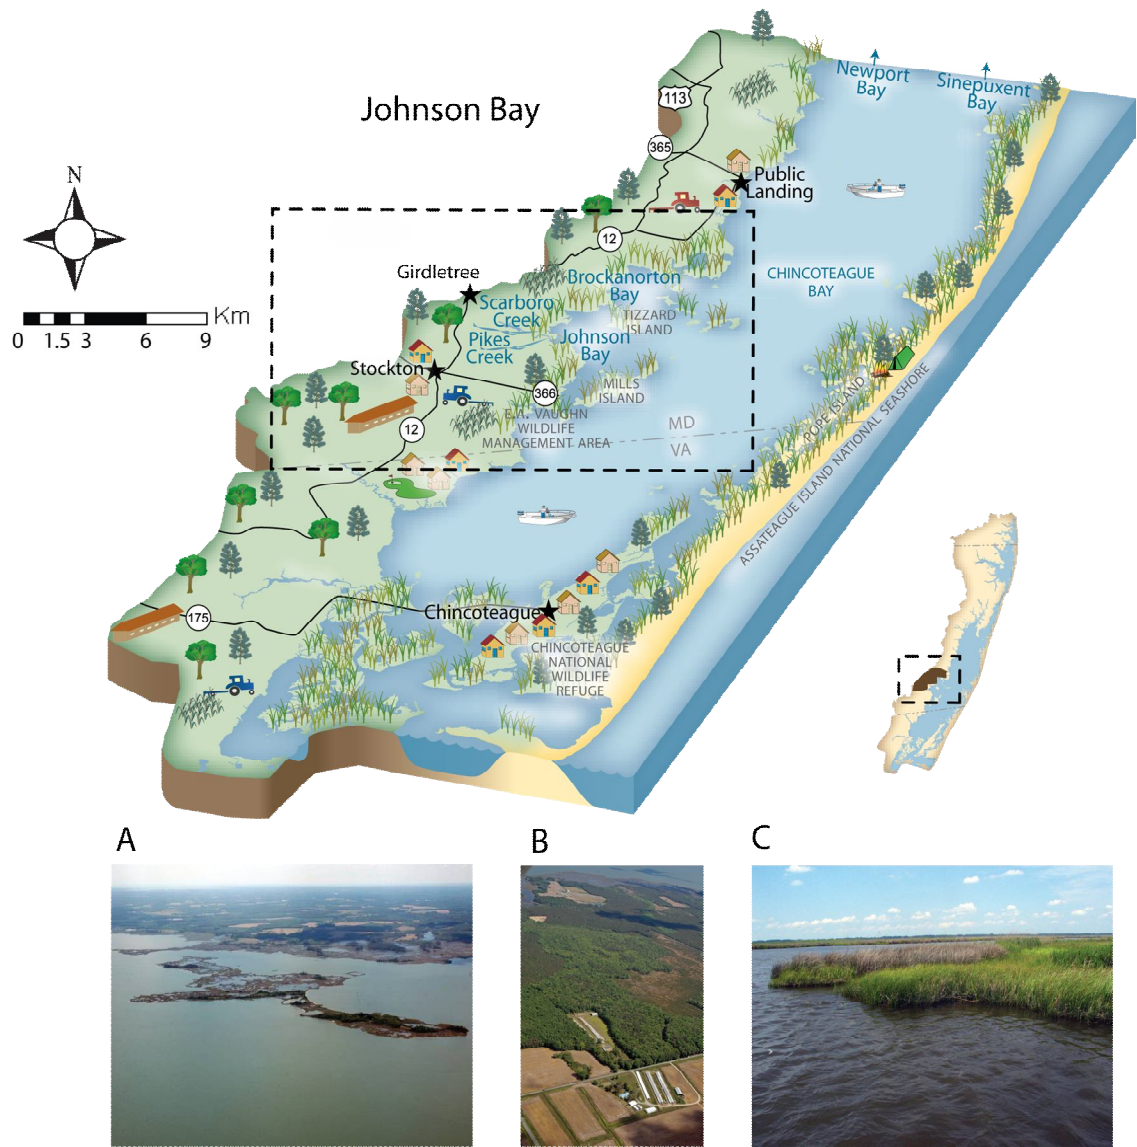 Johnson Bay
Newport
Bay
Sinepuxent
Bay
113
365
Public
Landing
N
12
Girdletree
Brockanorton
Bay
CHINCOTEAGUE
BAY
Scarboro
Creek
TIZZARD
ISLAND
Km
0 1.5 3 6 9
Pikes
Creek
Johnson
Bay
Stockton
MILLS
ISLAND
366
E.A. VAUGHN
WILDLIFE
MANAGEMENT AREA
12
MD
VA
POPE ISLAND
ASSATEAGUE ISLAND NATIONAL SEASHORE
175
Chincoteague
CHINCOTEAGUE
NATIONAL
WILDLIFE
REFUGE
A
B
C